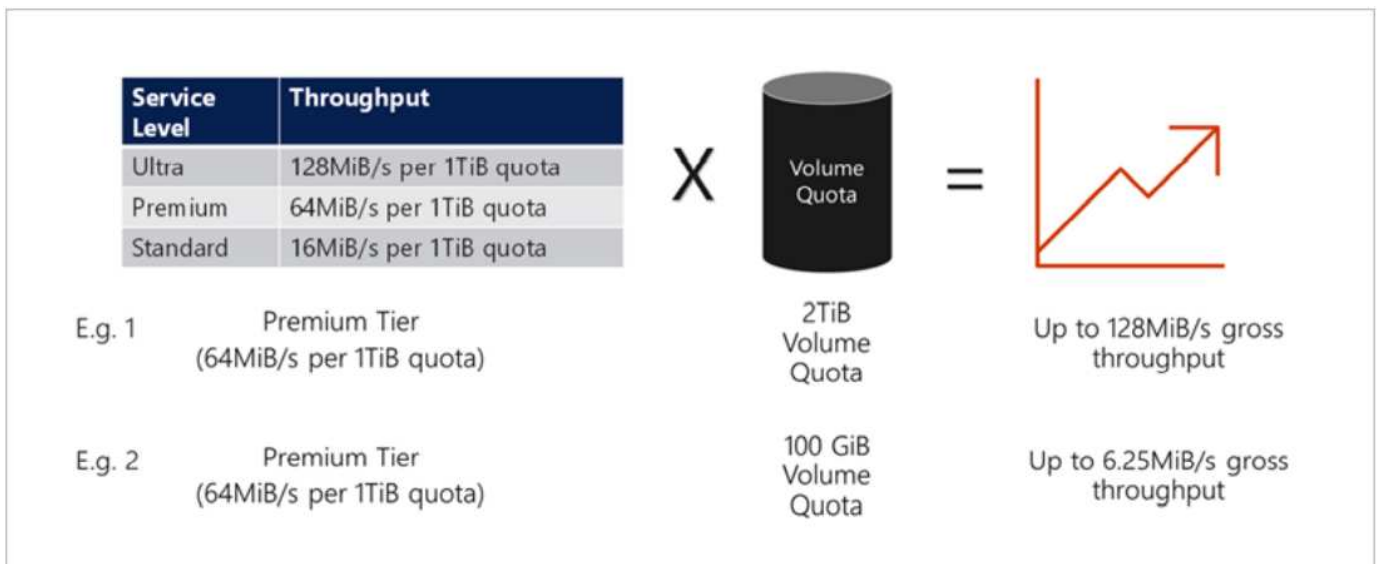 Service Level Throughput
Ultra 128MiB/s per 1TiB quota
Premium 64MiB/s per 1TiB quota
Standard 16MiB/s per 1TiB quota
X
Volume
Quota
=
E.g. 1
Premium Tier
(64MiB/s per 1TiB quota)
2TiB
Volume
Quota
Up to 128MiB/s gross
throughput
E.g. 2
Premium Tier
(64MiB/s per 1TiB quota)
100 GiB
Volume
Quota
Up to 6.25MiB/s gross
throughput